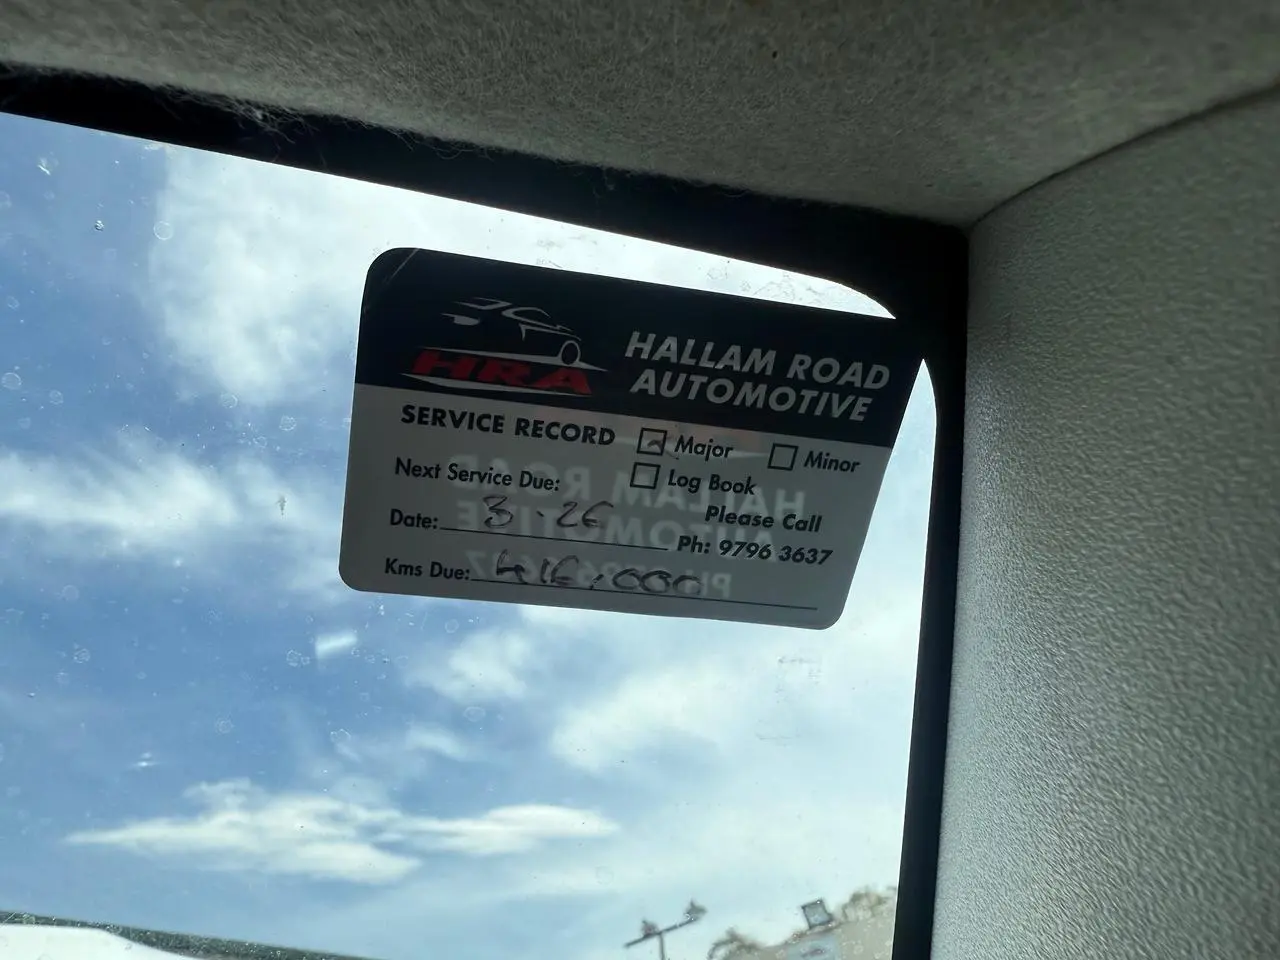 HRA
HALLAM ROAD
AUTOMOTIVE
SERVICE RECORD
Major
Minor
Next Service Due:
Log Book
Date: 3.26
Please Call
Ph: 9796 3637
Kms Due: 416,000